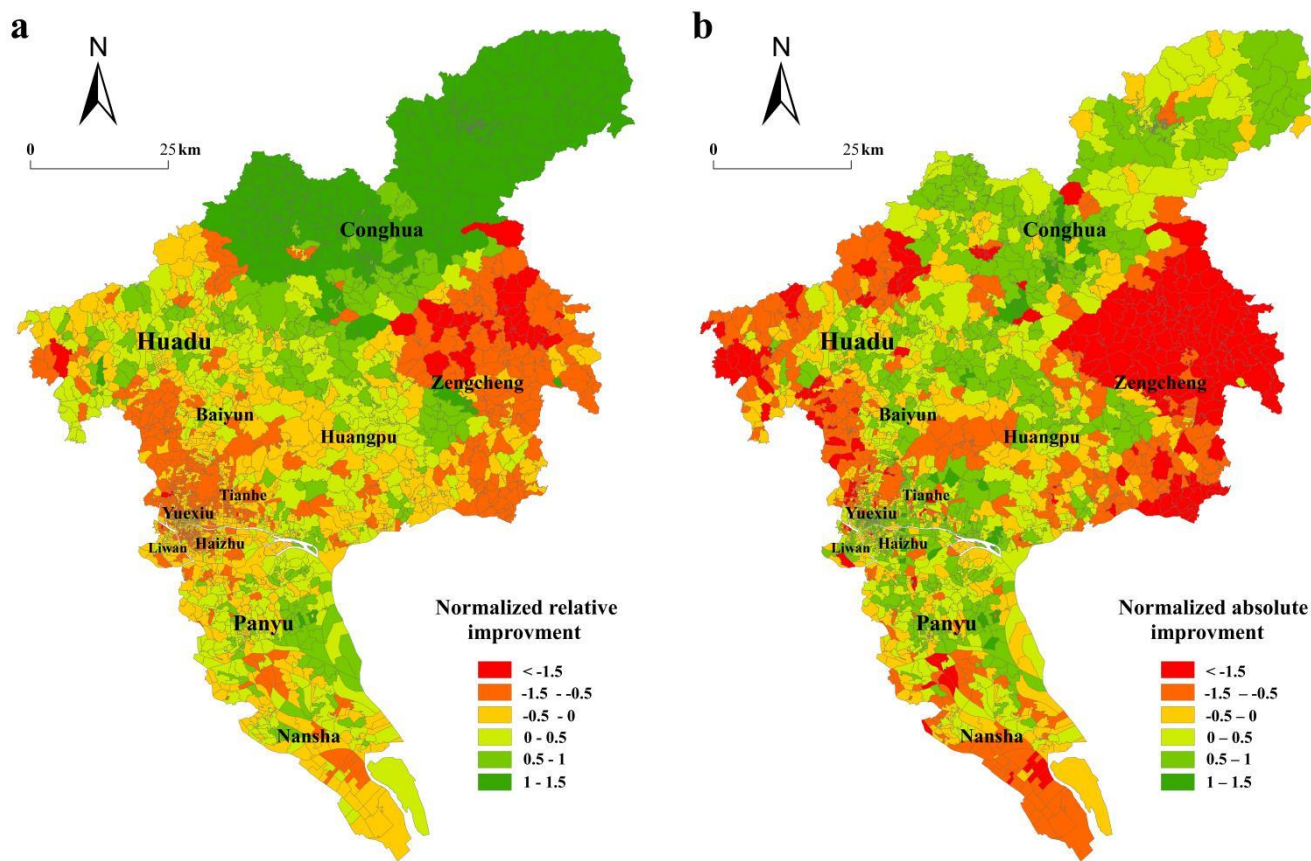 a
N
0 25 km
Conghua
Huadu
Zengcheng
Baiyun
Huangpu
Tianhe
Yuexiu
Liwan Haizhu
Panyu
Nansha
Normalized relative
improvment
< -1.5
-1.5 - -0.5
-0.5 - 0
0 - 0.5
0.5 - 1
1 - 1.5
b
N
0 25 km
Conghua
Huadu
Zengcheng
Baiyun
Huangpu
Tianhe
Yuexiu
Liwan Haizhu
Panyu
Nansha
Normalized absolute
improvment
< -1.5
-1.5 – -0.5
-0.5 – 0
0 – 0.5
0.5 – 1
1 – 1.5